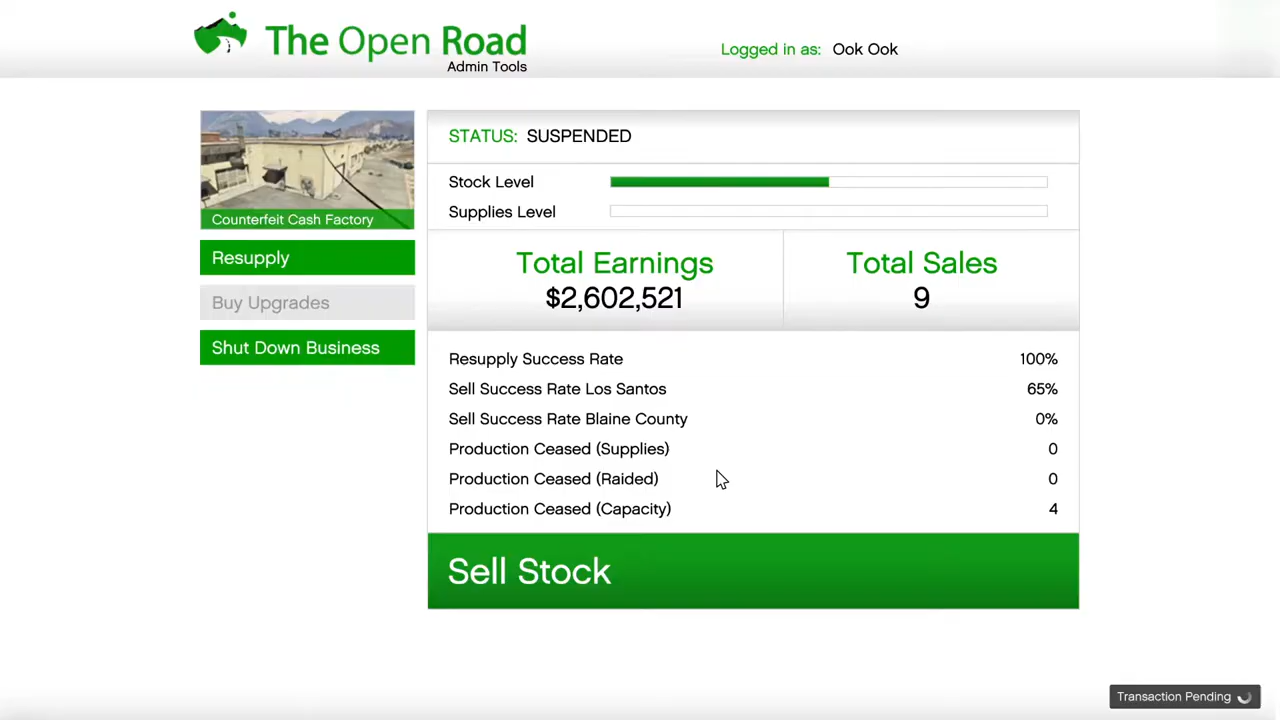 The Open Road
Admin Tools
Logged in as: Ook Ook
Counterfeit Cash Factory
Resupply
Buy Upgrades
Shut Down Business
STATUS: SUSPENDED
Stock Level
Supplies Level
Total Earnings
$2,602,521
Total Sales
9
Resupply Success Rate 100%
Sell Success Rate Los Santos 65%
Sell Success Rate Blaine County 0%
Production Ceased (Supplies) 0
Production Ceased (Raided) 0
Production Ceased (Capacity) 4
Sell Stock
Transaction Pending